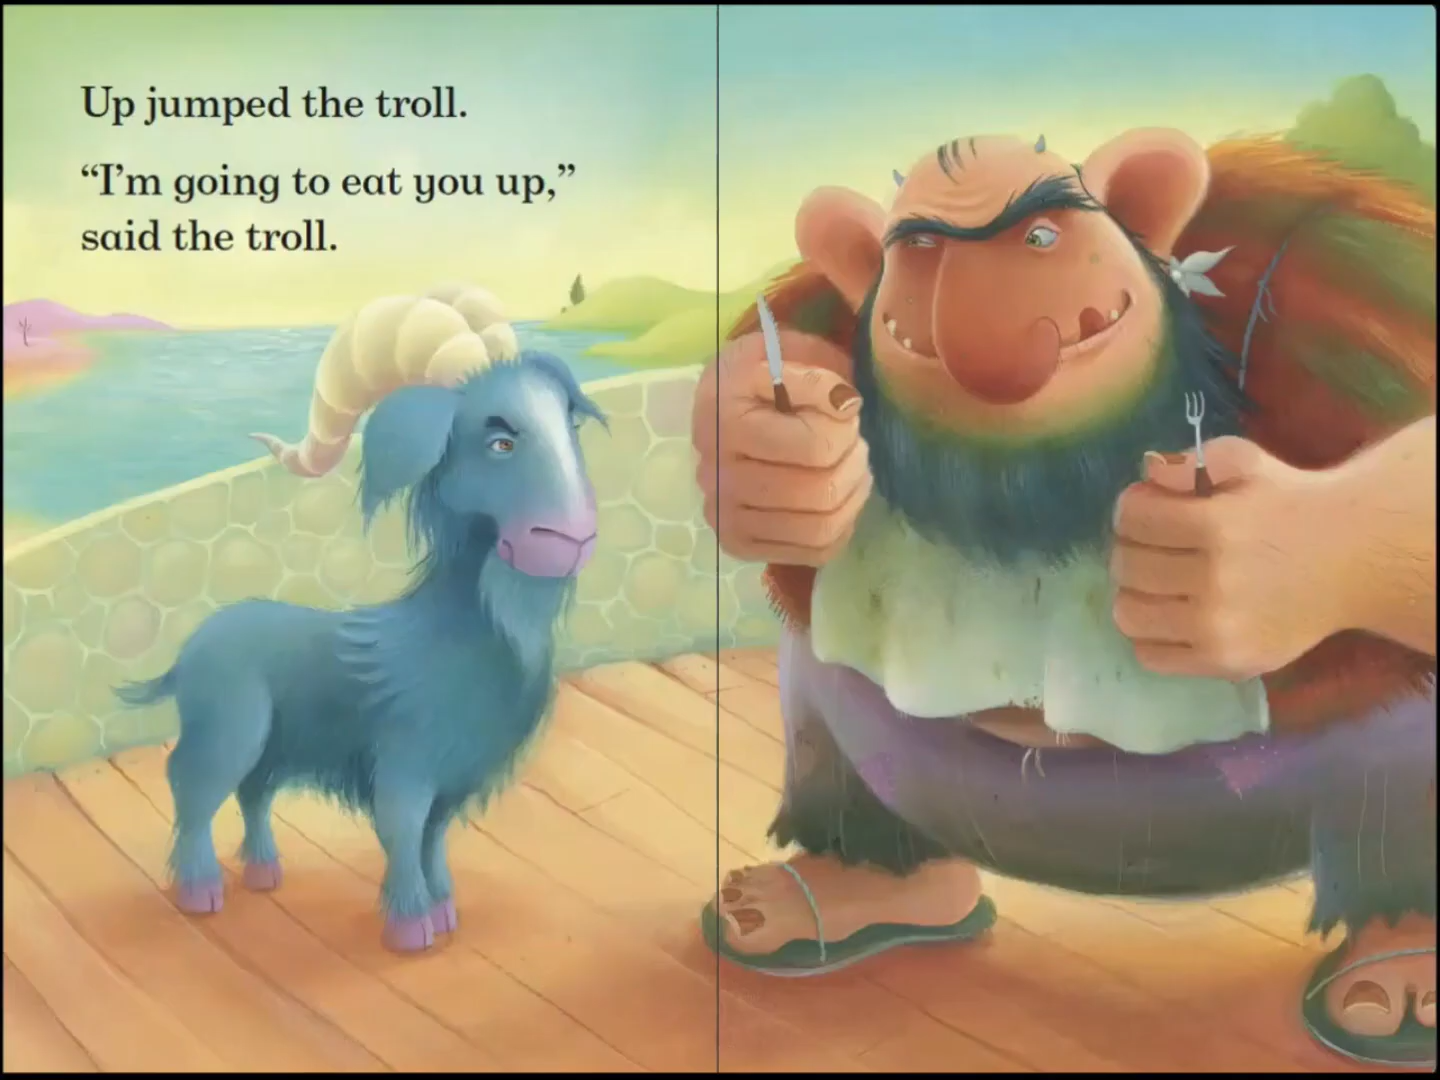 Up jumped the troll.
“I’m going to eat you up,”
said the troll.